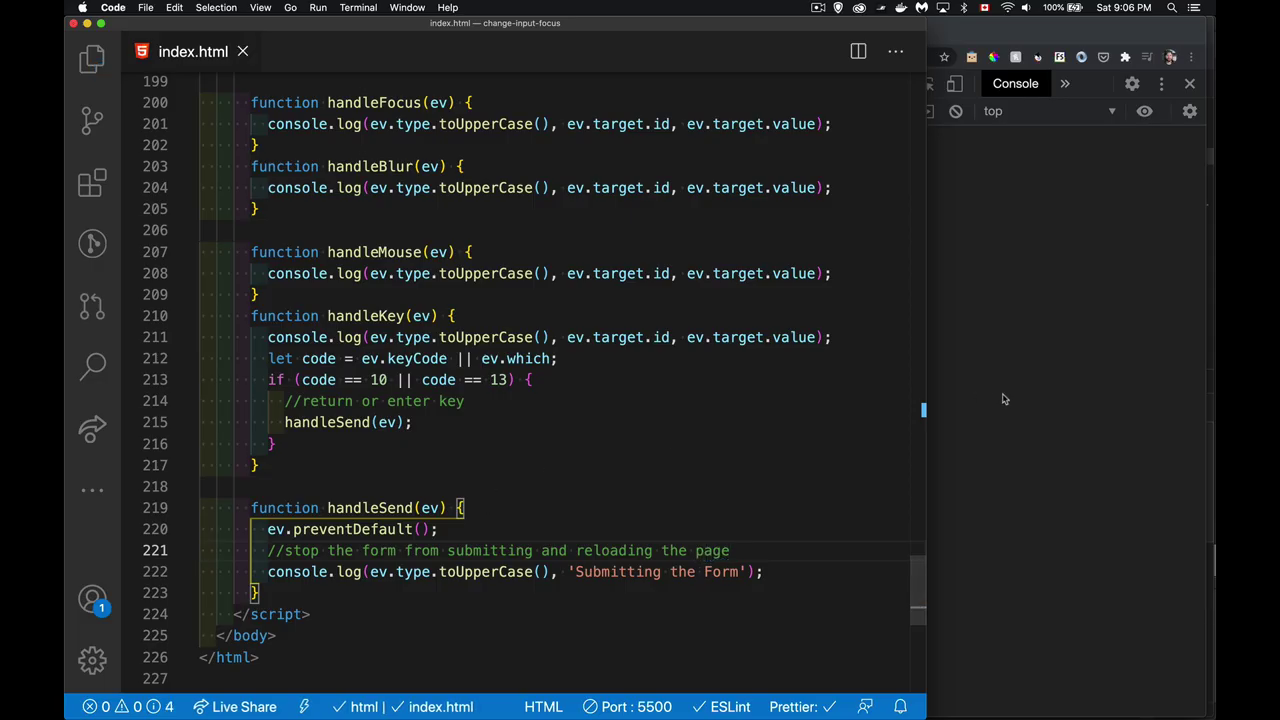 Code File Edit Selection View Go Run Terminal Window Help 100% Sat 9:06 PM
index.html — change-input-focus
index.html
Console »
top
199
200 function handleFocus(ev) {
201 console.log(ev.type.toUpperCase(), ev.target.id, ev.target.value);
202 }
203 function handleBlur(ev) {
204 console.log(ev.type.toUpperCase(), ev.target.id, ev.target.value);
205 }
206
207 function handleMouse(ev) {
208 console.log(ev.type.toUpperCase(), ev.target.id, ev.target.value);
209 }
210 function handleKey(ev) {
211 console.log(ev.type.toUpperCase(), ev.target.id, ev.target.value);
212 let code = ev.keyCode || ev.which;
213 if (code == 10 || code == 13) {
214 //return or enter key
215 handleSend(ev);
216 }
217 }
218
219 function handleSend(ev) {
220 ev.preventDefault();
221 //stop the form from submitting and reloading the page
222 console.log(ev.type.toUpperCase(), 'Submitting the Form');
223 }
224 </script>
225 </body>
226 </html>
227
1
0 0 4 Live Share html | index.html HTML Port : 5500 ESLint Prettier: